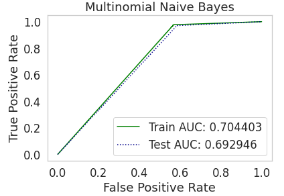 Multinomial Naive Bayes
True Positive Rate
1.0
0.8
0.6
0.4
0.2
0.0
Train AUC: 0.704403
Test AUC: 0.692946
0.0 0.2 0.4 0.6 0.8 1.0
False Positive Rate